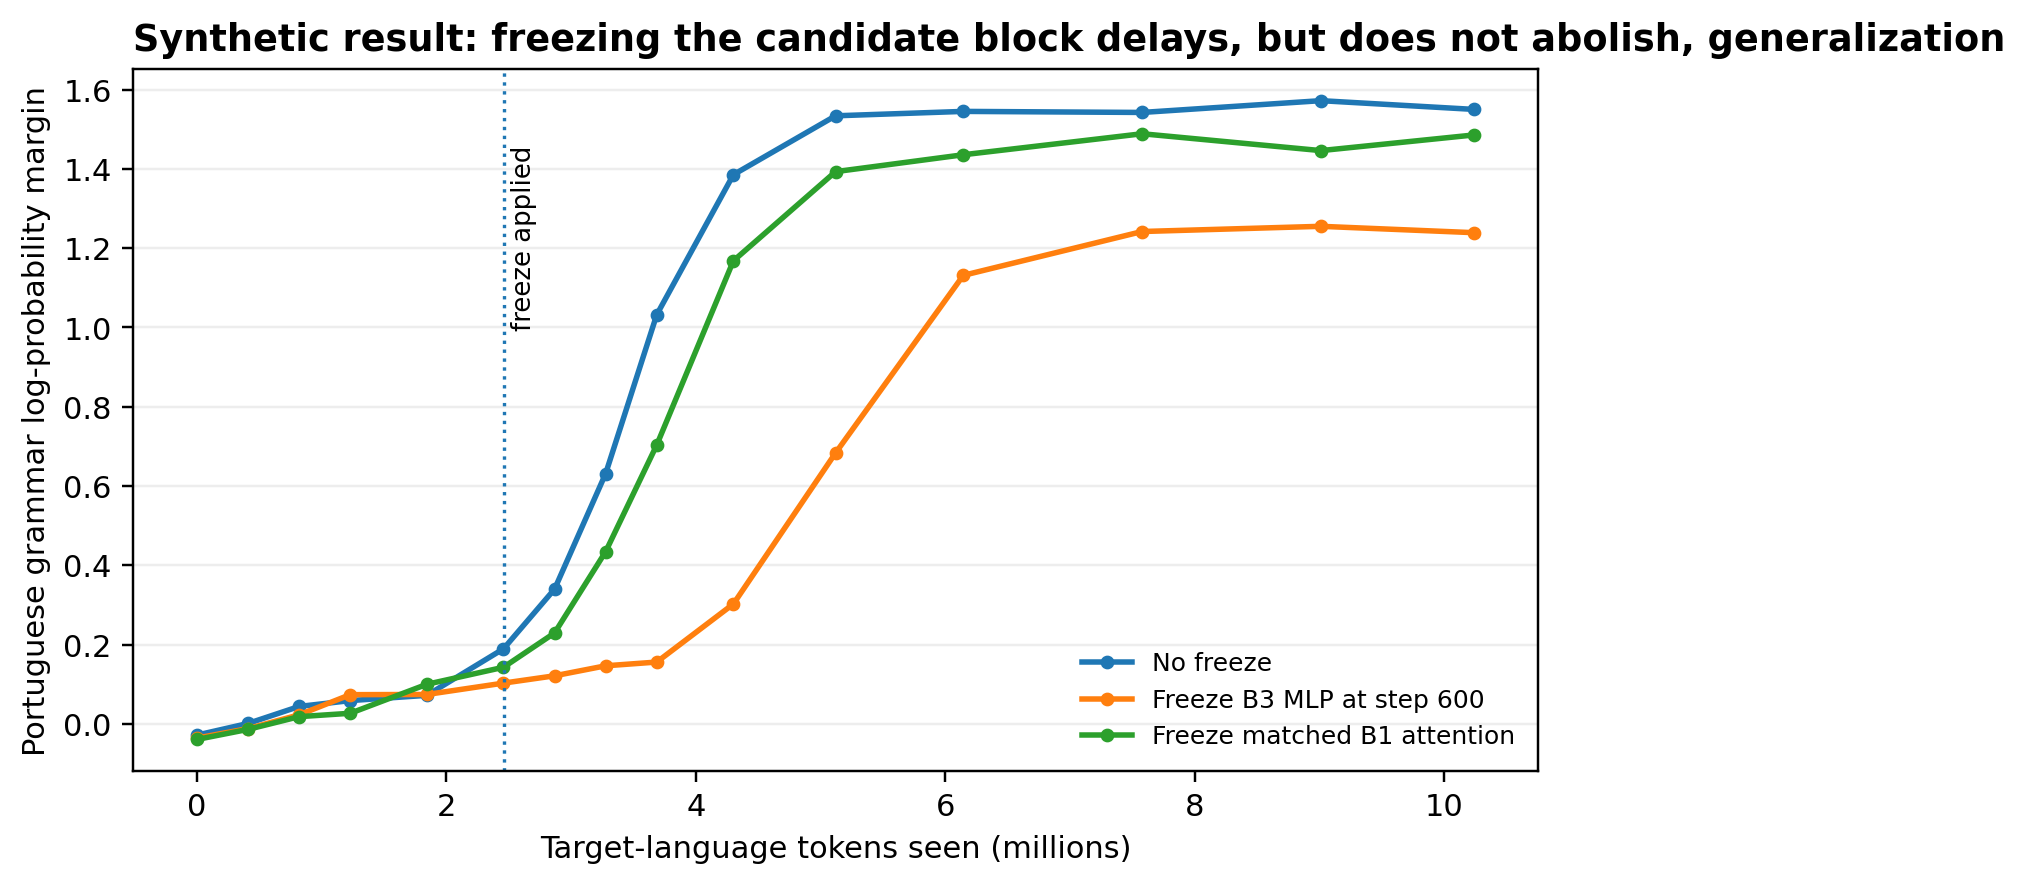 Synthetic result: freezing the candidate block delays, but does not abolish, generalization
Portuguese grammar log-probability margin
1.6
1.4
1.2
1.0
0.8
0.6
0.4
0.2
0.0
freeze applied
No freeze
Freeze B3 MLP at step 600
Freeze matched B1 attention
0 2 4 6 8 10
Target-language tokens seen (millions)